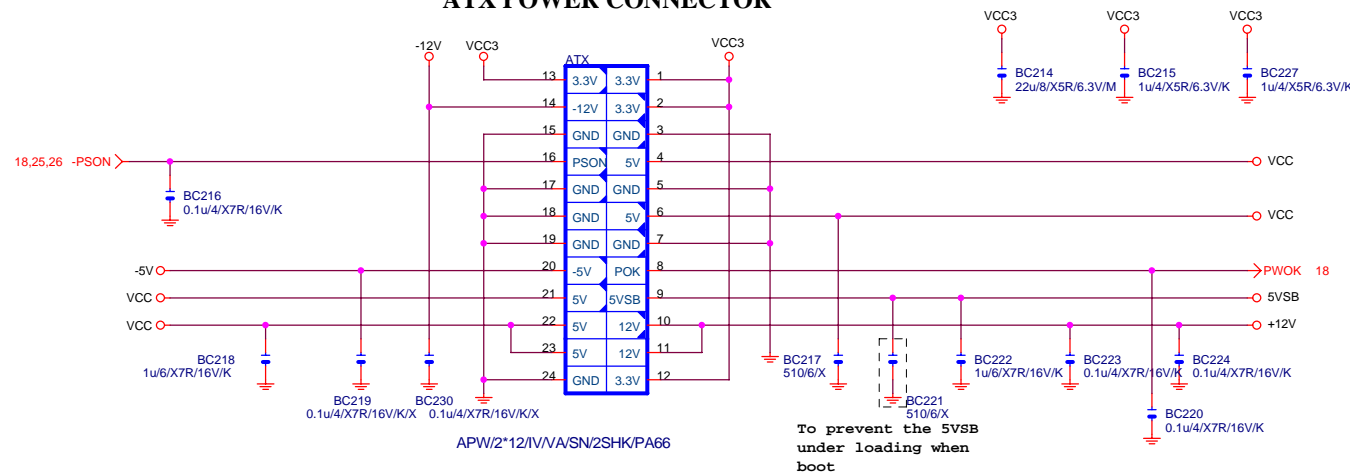 ATX POWER CONNECTOR
VCC3 VCC3 VCC3
BC214
22u/8/X5R/6.3V/M
BC215
1u/4/X5R/6.3V/K
BC227
1u/4/X5R/6.3V/K
-12V VCC3 VCC3
ATX
13 3.3V 3.3V 1
14 -12V 3.3V 2
15 GND GND 3
18,25,26 -PSON 16 PSON 5V 4 VCC
BC216
0.1u/4/X7R/16V/K
17 GND GND 5
18 GND 5V 6 VCC
19 GND GND 7
-5V 20 -5V POK 8 PWOK 18
VCC 21 5V 5VSB 9 5VSB
VCC 22 5V 12V 10 +12V
23 5V 12V 11
24 GND 3.3V 12
BC218
1u/6/X7R/16V/K
BC219
0.1u/4/X7R/16V/K/X
BC230
0.1u/4/X7R/16V/K/X
BC217
510/6/X
BC221
510/6/X
BC222
1u/6/X7R/16V/K
BC223
0.1u/4/X7R/16V/K
BC224
0.1u/4/X7R/16V/K
BC220
0.1u/4/X7R/16V/K
APW/2*12/IV/VA/SN/2SHK/PA66
To prevent the 5VSB
under loading when
boot